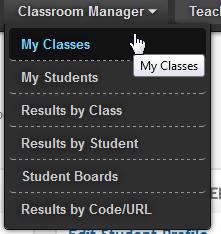 Classroom Manager
My Classes
My Classes
My Students
Results by Class
Results by Student
Student Boards
Results by Code/URL